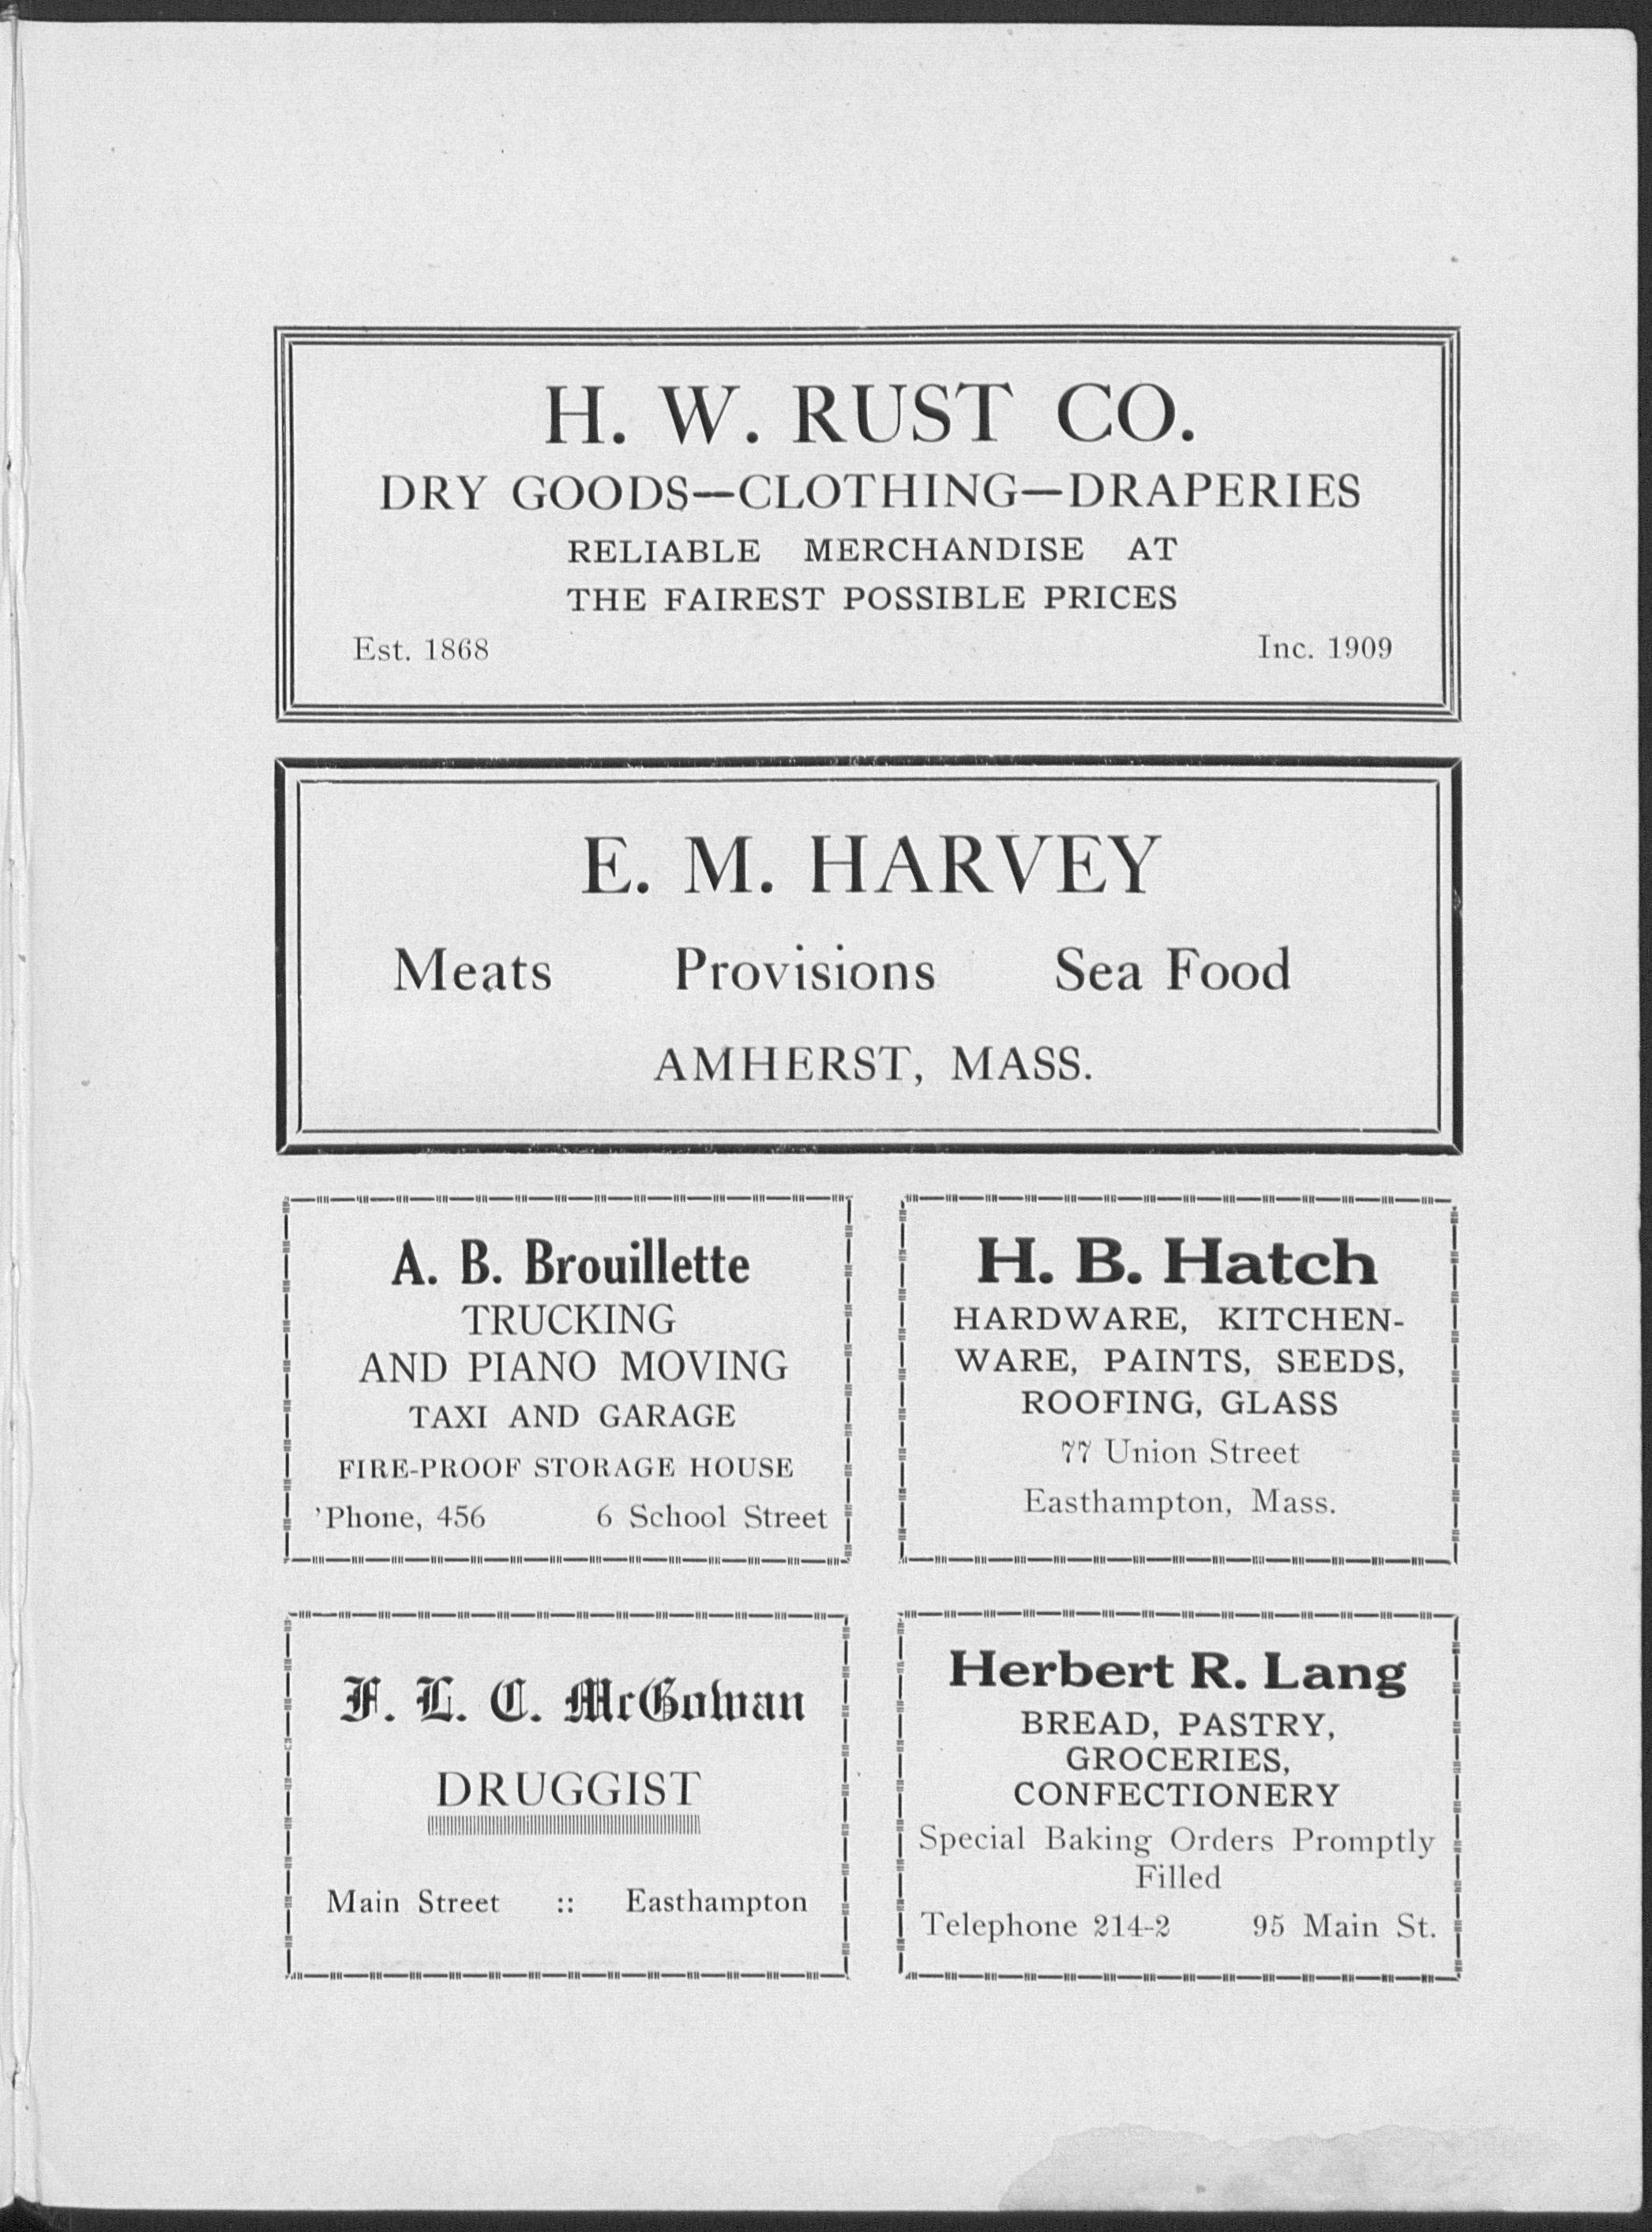 H. W. RUST CO.
DRY GOODS—CLOTHING—DRAPERIES
RELIABLE MERCHANDISE AT
THE FAIREST POSSIBLE PRICES
Est. 1868 Inc. 1909
E. M. HARVEY
Meats Provisions Sea Food
AMHERST, MASS.
A. B. Brouillette
TRUCKING
AND PIANO MOVING
TAXI AND GARAGE
FIRE-PROOF STORAGE HOUSE
'Phone, 456 6 School Street
H. B. Hatch
HARDWARE, KITCHEN-
WARE, PAINTS, SEEDS,
ROOFING, GLASS
77 Union Street
Easthampton, Mass.
F. L. C. McGowan
DRUGGIST
Main Street :: Easthampton
Herbert R. Lang
BREAD, PASTRY,
GROCERIES,
CONFECTIONERY
Special Baking Orders Promptly
Filled
Telephone 214-2 95 Main St.